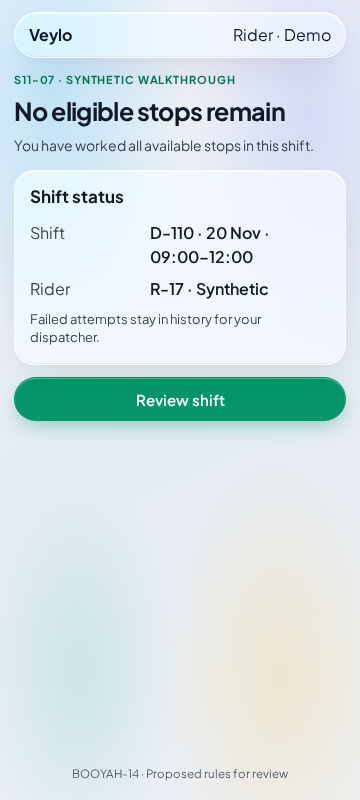 Veylo
Rider · Demo
S11-07 · SYNTHETIC WALKTHROUGH
No eligible stops remain
You have worked all available stops in this shift.
Shift status
Shift
D-110 · 20 Nov ·
09:00–12:00
Rider
R-17 · Synthetic
Failed attempts stay in history for your
dispatcher.
Review shift
BOOYAH-14 · Proposed rules for review